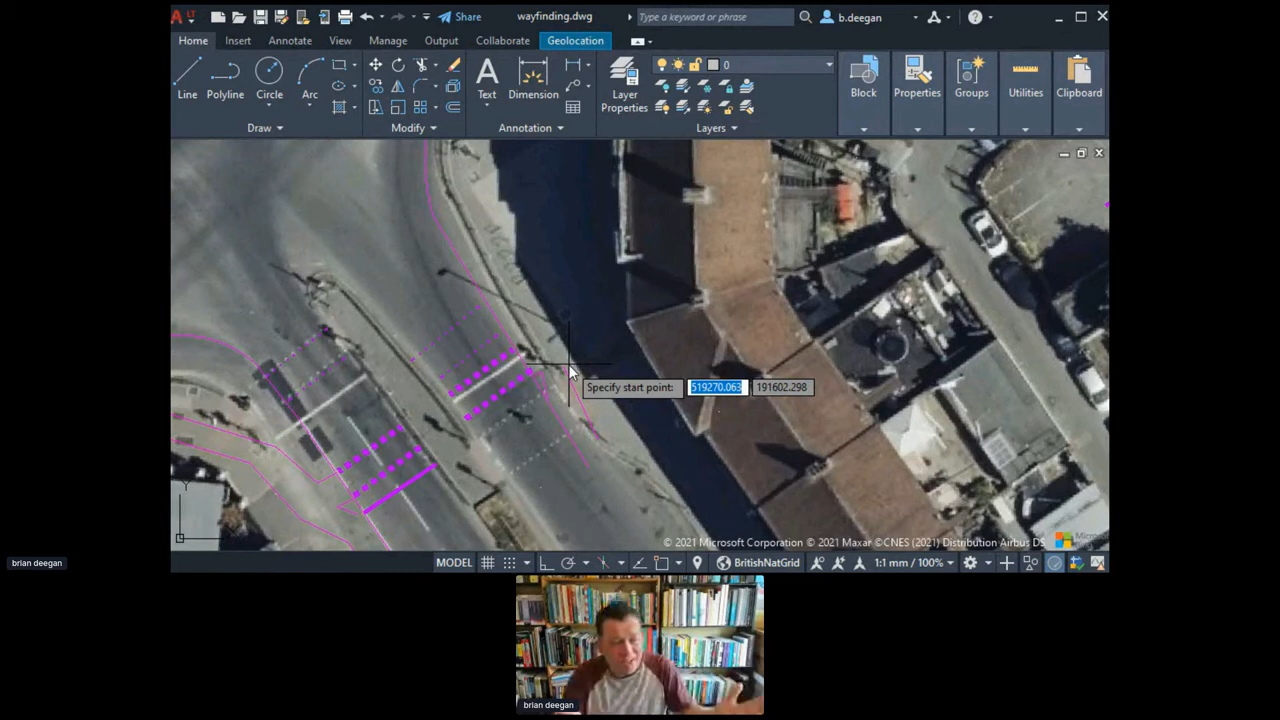 LT
Share
wayfinding.dwg
Type a keyword or phrase
b.deegan
Home
Insert
Annotate
View
Manage
Output
Collaborate
Geolocation
0
Line
Polyline
Circle
Arc
Text
Dimension
Layer
Properties
Block
Properties
Groups
Utilities
Clipboard
Draw
Modify
Annotation
Layers
Specify start point:
519270.063
191602.298
Y
© 2021 Microsoft Corporation © 2021 Maxar ©CNES (2021) Distribution Airbus DS
MODEL
BritishNatGrid
1:1 mm / 100%
brian deegan
brian deegan